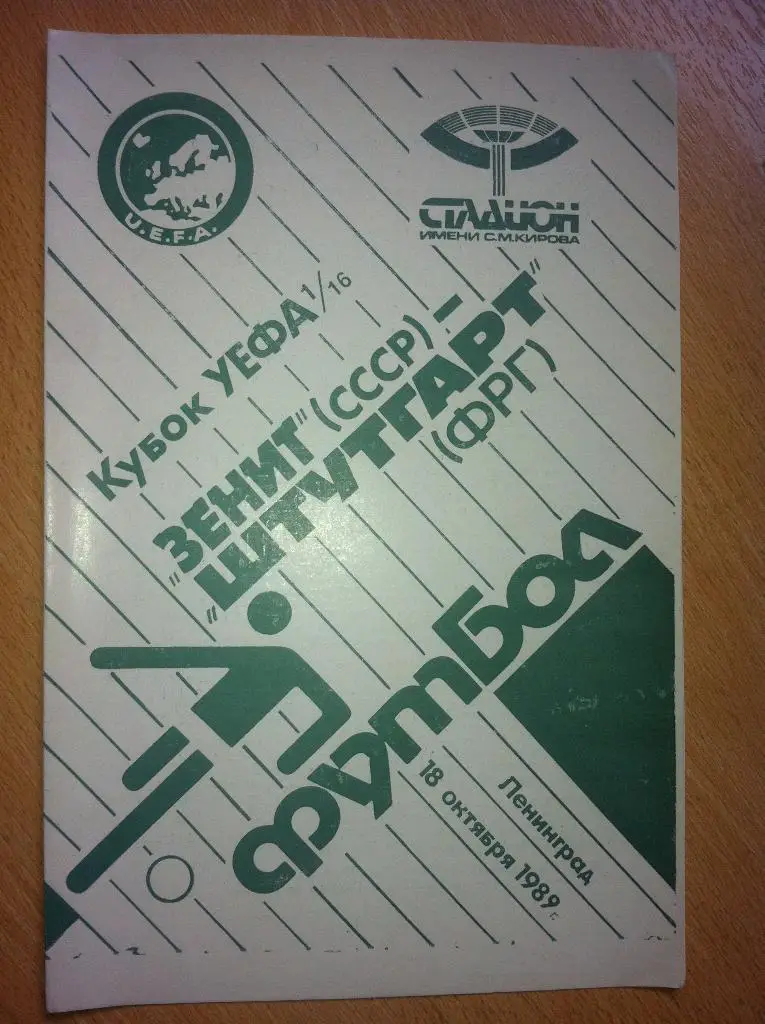 U.E.F.A.
СТАДИОН
ИМЕНИ С.М.КИРОВА
Кубок УЕФА 1/16
"ЗЕНИТ" (СССР) –
"ШТУТГАРТ"
(ФРГ)
футбол
Ленинград
18 октября 1989 г.